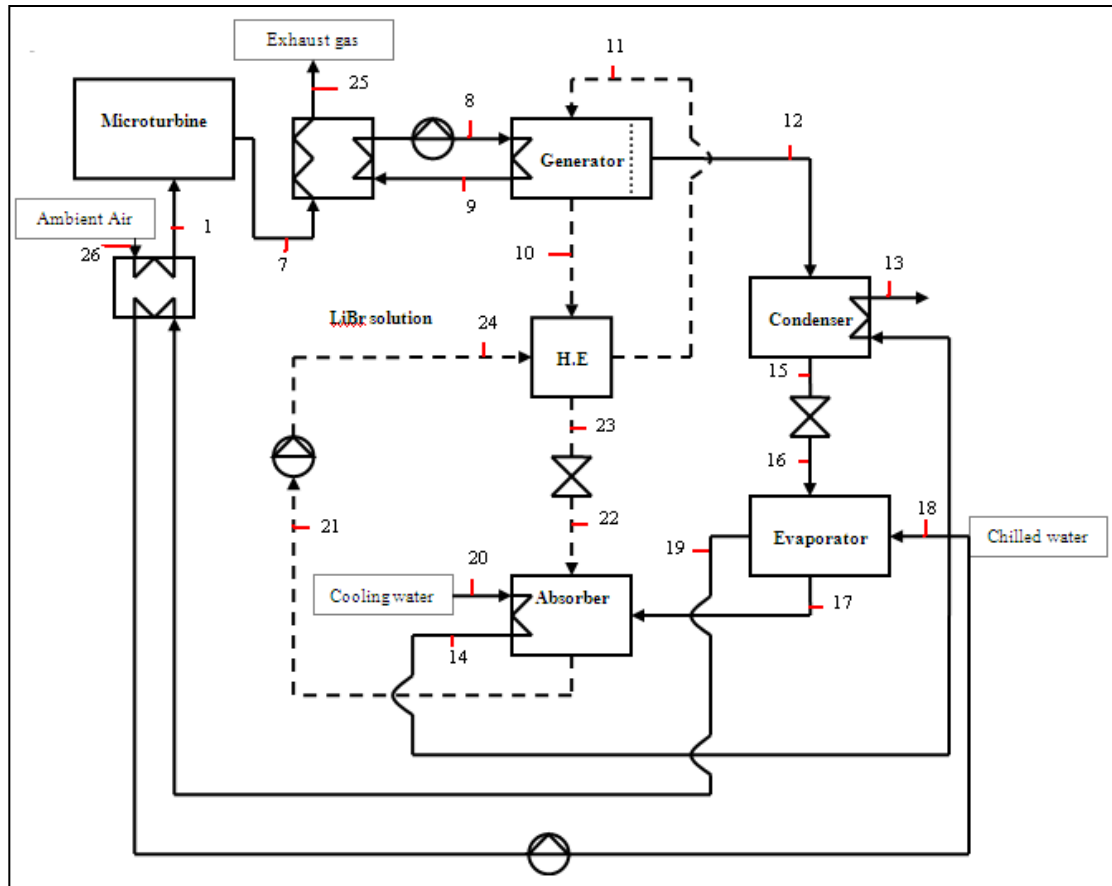 Exhaust gas
11
25
8
12
Microturbine
Generator
9
Ambient Air
1
26
7
10
13
LiBr solution
24
Condenser
H.E
15
23
16
21
22
18
19
Evaporator
Chilled water
20
Cooling water
Absorber
17
14